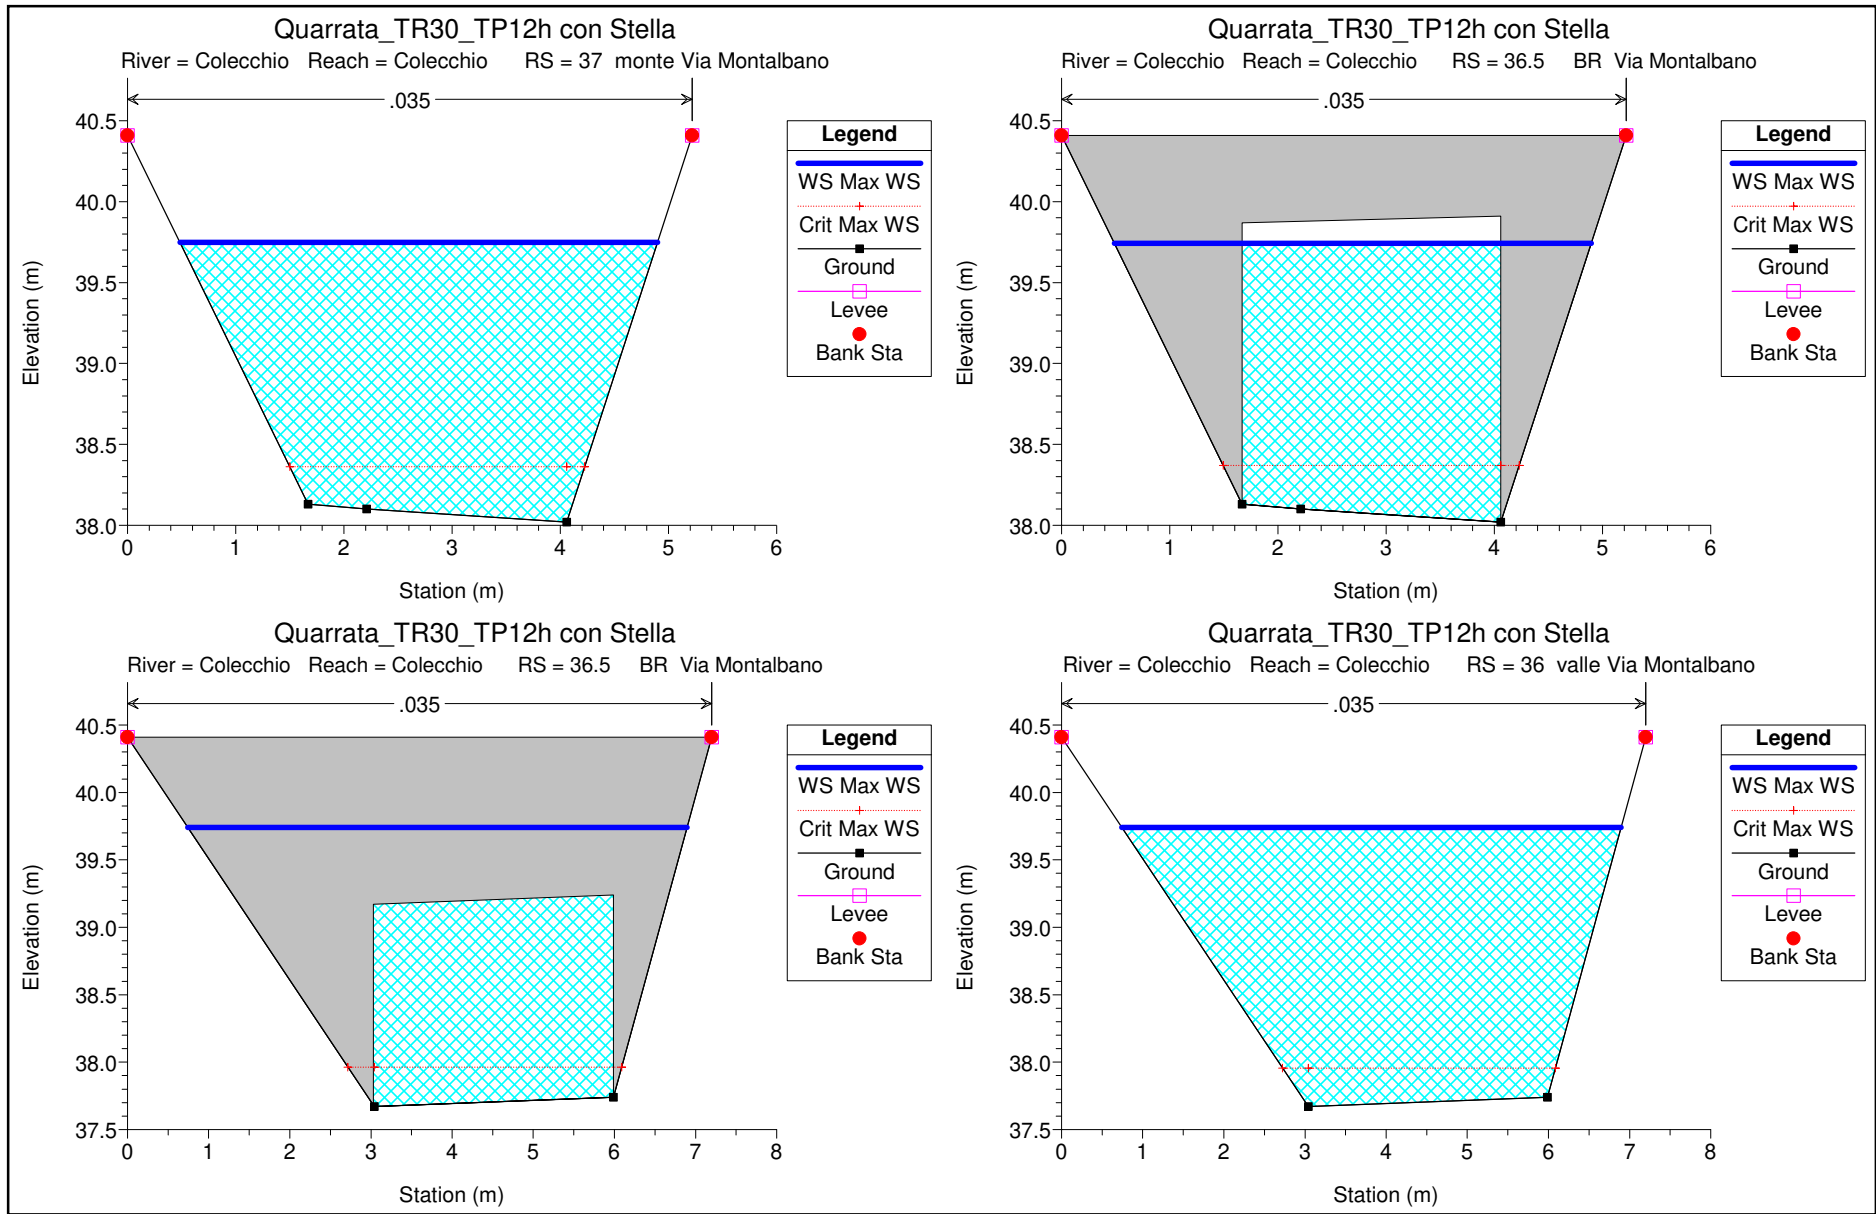 Quarrata_TR30_TP12h con Stella
River = Colecchio Reach = Colecchio RS = 37 monte Via Montalbano
.035
40.5
40.0
39.5
39.0
38.5
38.0
Elevation (m)
0 1 2 3 4 5 6
Station (m)
Legend
WS Max WS
Crit Max WS
Ground
Levee
Bank Sta
Quarrata_TR30_TP12h con Stella
River = Colecchio Reach = Colecchio RS = 36.5 BR Via Montalbano
.035
40.5
40.0
39.5
39.0
38.5
38.0
Elevation (m)
0 1 2 3 4 5 6
Station (m)
Legend
WS Max WS
Crit Max WS
Ground
Levee
Bank Sta
Quarrata_TR30_TP12h con Stella
River = Colecchio Reach = Colecchio RS = 36.5 BR Via Montalbano
.035
40.5
40.0
39.5
39.0
38.5
38.0
37.5
Elevation (m)
0 1 2 3 4 5 6 7 8
Station (m)
Legend
WS Max WS
Crit Max WS
Ground
Levee
Bank Sta
Quarrata_TR30_TP12h con Stella
River = Colecchio Reach = Colecchio RS = 36 valle Via Montalbano
.035
40.5
40.0
39.5
39.0
38.5
38.0
37.5
Elevation (m)
0 1 2 3 4 5 6 7 8
Station (m)
Legend
WS Max WS
Crit Max WS
Ground
Levee
Bank Sta